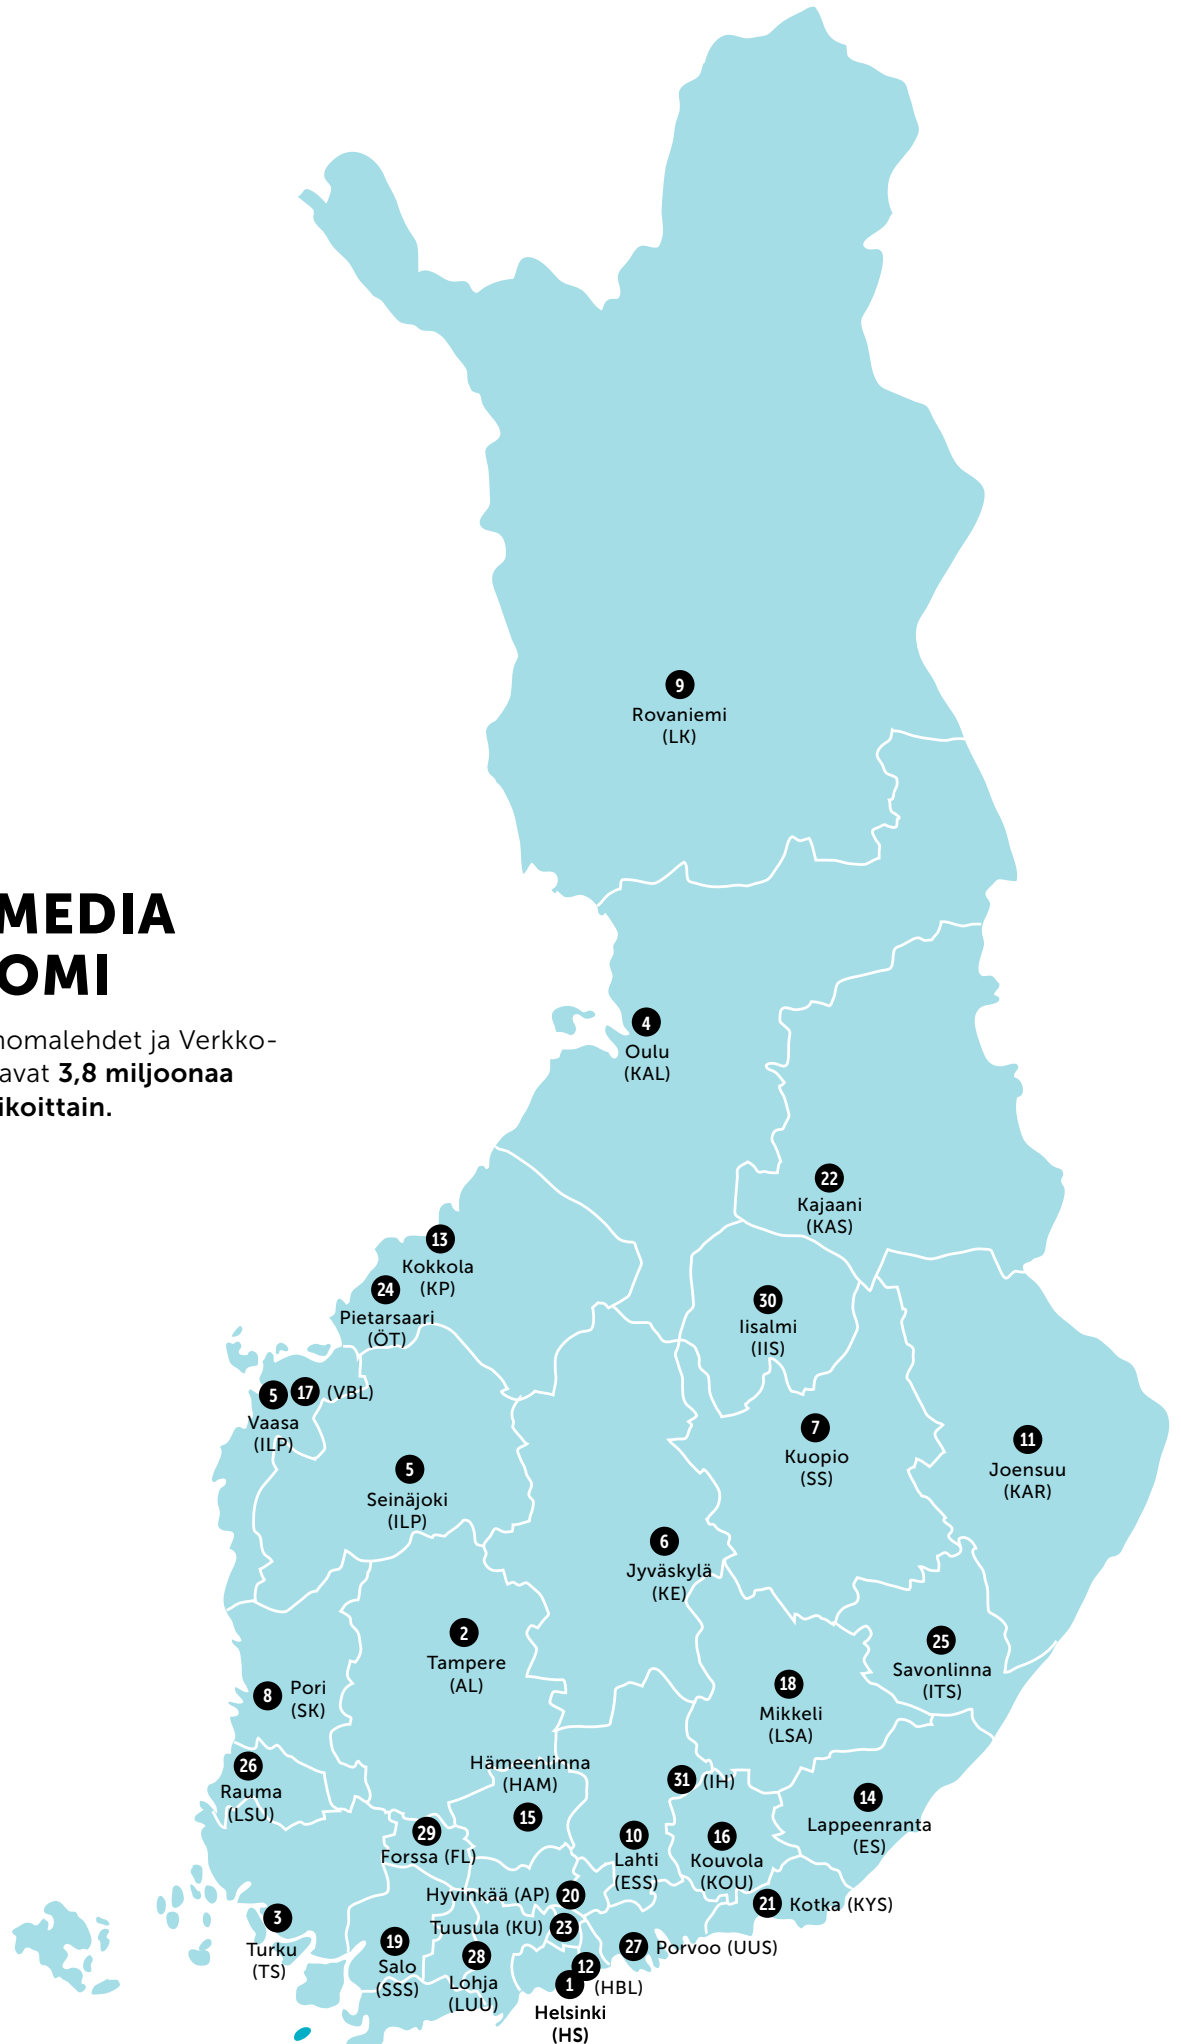 9
Rovaniemi
(LK)
MEDIA
OMI
nomalehdet ja Verkko-
avat 3,8 miljoonaa
ikoittain.
4
Oulu
(KAL)
22
Kajaani
(KAS)
13
Kokkola
(KP)
24
Pietarsaari
(ÖT)
30
Iisalmi
(IIS)
5
Vaasa
(ILP)
17 (VBL)
7
Kuopio
(SS)
11
Joensuu
(KAR)
5
Seinäjoki
(ILP)
6
Jyväskylä
(KE)
2
Tampere
(AL)
25
Savonlinna
(ITS)
8 Pori
(SK)
18
Mikkeli
(LSA)
26
Rauma
(LSU)
Hämeenlinna
(HAM)
15
31 (IH)
14
Lappeenranta
(ES)
29
Forssa (FL)
10
Lahti
(ESS)
16
Kouvola
(KOU)
Hyvinkää (AP) 20
21 Kotka (KYS)
3
Turku
(TS)
Tuusula (KU) 23
19
Salo
(SSS)
28
Lohja
(LUU)
27 Porvoo (UUS)
12
(HBL)
1
Helsinki
(HS)